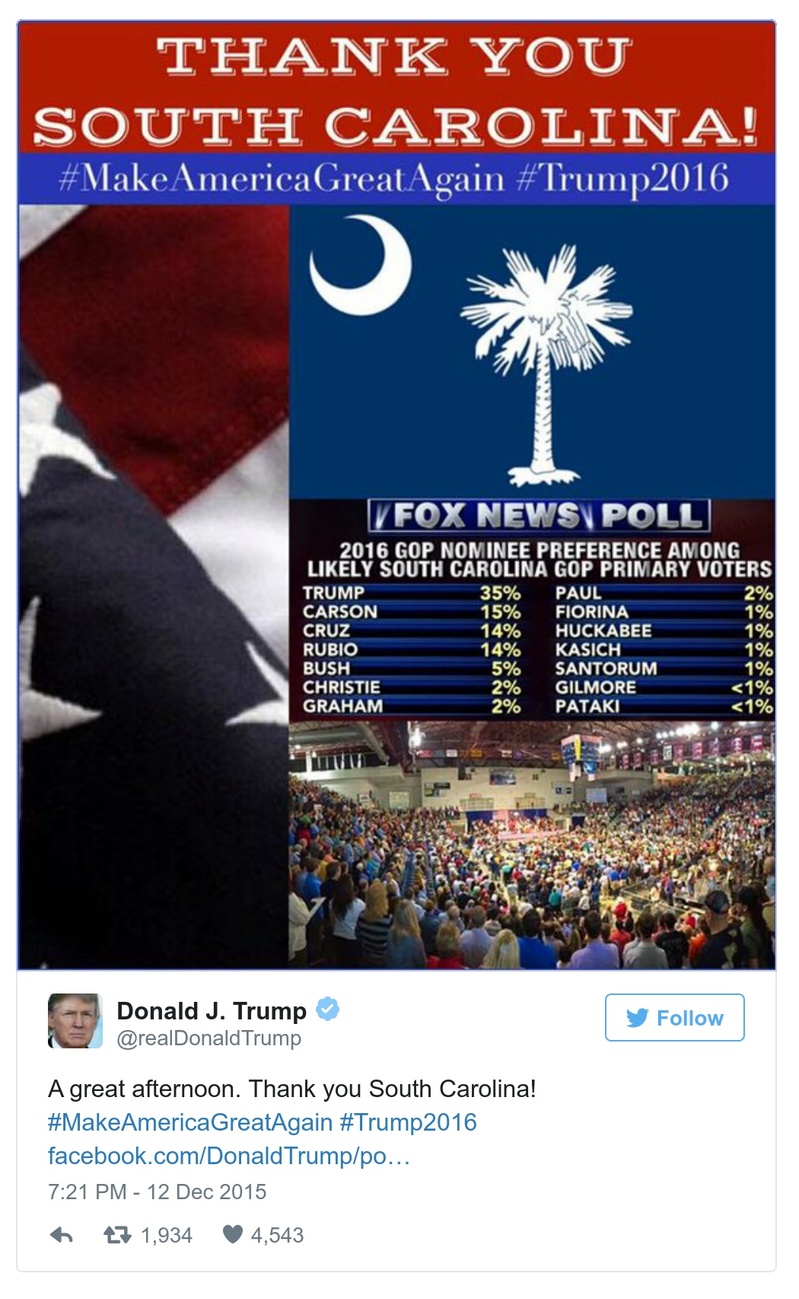 THANK YOU
SOUTH CAROLINA!
#MakeAmericaGreatAgain #Trump2016
FOX NEWS POLL
2016 GOP NOMINEE PREFERENCE AMONG
LIKELY SOUTH CAROLINA GOP PRIMARY VOTERS
TRUMP 35% PAUL 2%
CARSON 15% FIORINA 1%
CRUZ 14% HUCKABEE 1%
RUBIO 14% KASICH 1%
BUSH 5% SANTORUM 1%
CHRISTIE 2% GILMORE <1%
GRAHAM 2% PATAKI <1%
Donald J. Trump
@realDonaldTrump
Follow
A great afternoon. Thank you South Carolina!
#MakeAmericaGreatAgain #Trump2016
facebook.com/DonaldTrump/po…
7:21 PM - 12 Dec 2015
1,934 4,543